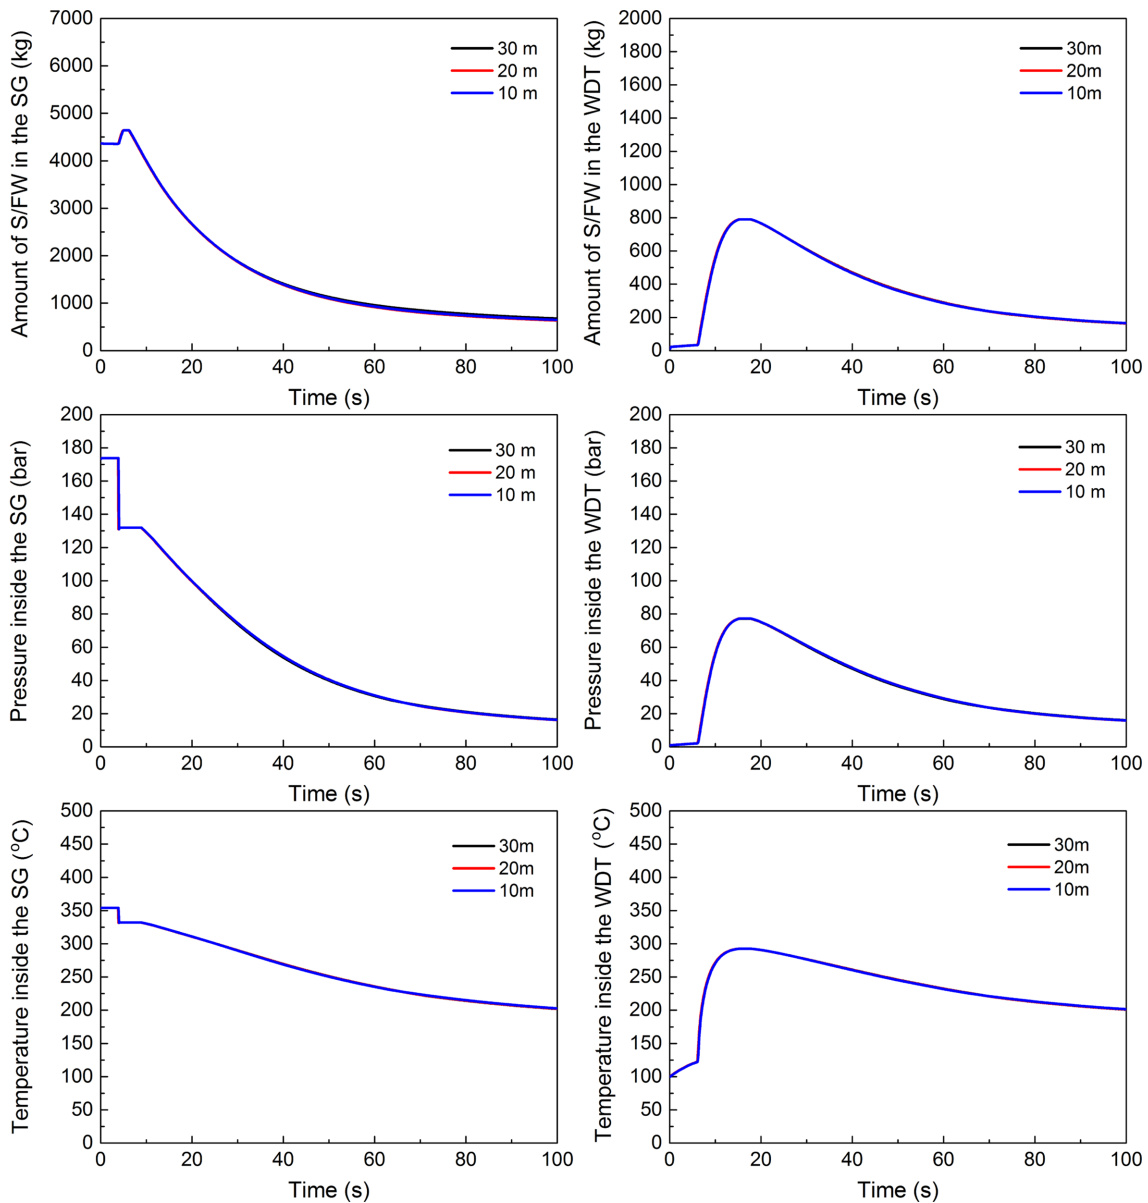 Amount of S/FW in the SG (kg)
7000
6000
5000
4000
3000
2000
1000
0
30 m
20 m
10 m
0 20 40 60 80 100
Time (s)
Amount of S/FW in the WDT (kg)
2000
1800
1600
1400
1200
1000
800
600
400
200
0
30m
20m
10m
0 20 40 60 80 100
Time (s)
Pressure inside the SG (bar)
200
180
160
140
120
100
80
60
40
20
0
30 m
20 m
10 m
0 20 40 60 80 100
Time (s)
Pressure inside the WDT (bar)
200
180
160
140
120
100
80
60
40
20
0
30 m
20 m
10 m
0 20 40 60 80 100
Time (s)
Temperature inside the SG (°C)
500
450
400
350
300
250
200
150
100
50
0
30m
20m
10m
0 20 40 60 80 100
Time (s)
Temperature inside the WDT (°C)
500
450
400
350
300
250
200
150
100
50
0
30m
20m
10m
0 20 40 60 80 100
Time (s)